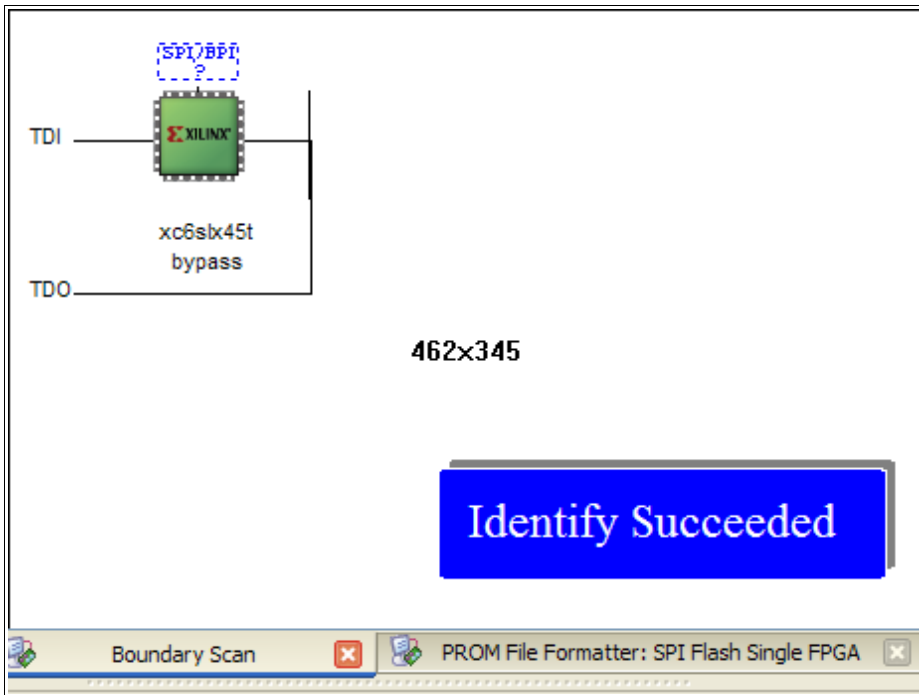 SPI/BPI
?
TDI
XILINX
xc6slx45t
bypass
TDO
462x345
Identify Succeeded
Boundary Scan
PROM File Formatter: SPI Flash Single FPGA